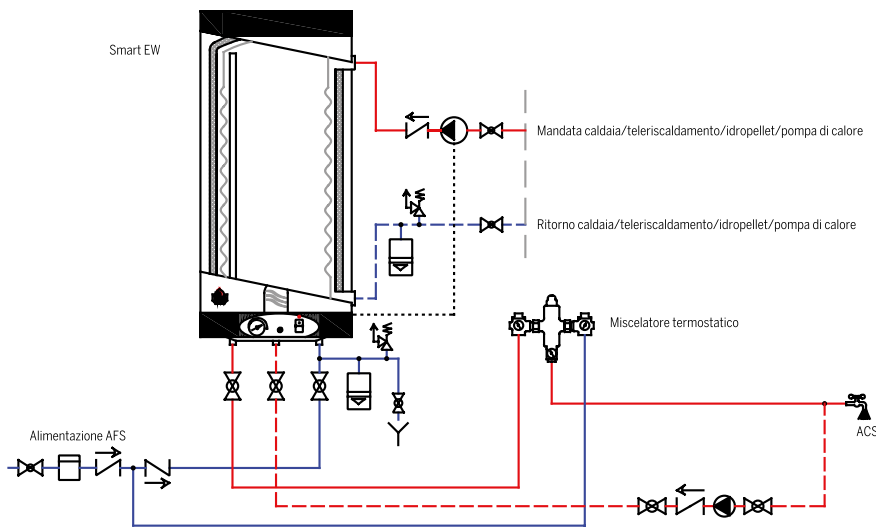 Smart EW
Mandata caldaia/teleriscaldamento/idropellet/pompa di calore
Ritorno caldaia/teleriscaldamento/idropellet/pompa di calore
Miscelatore termostatico
Alimentazione AFS
ACS